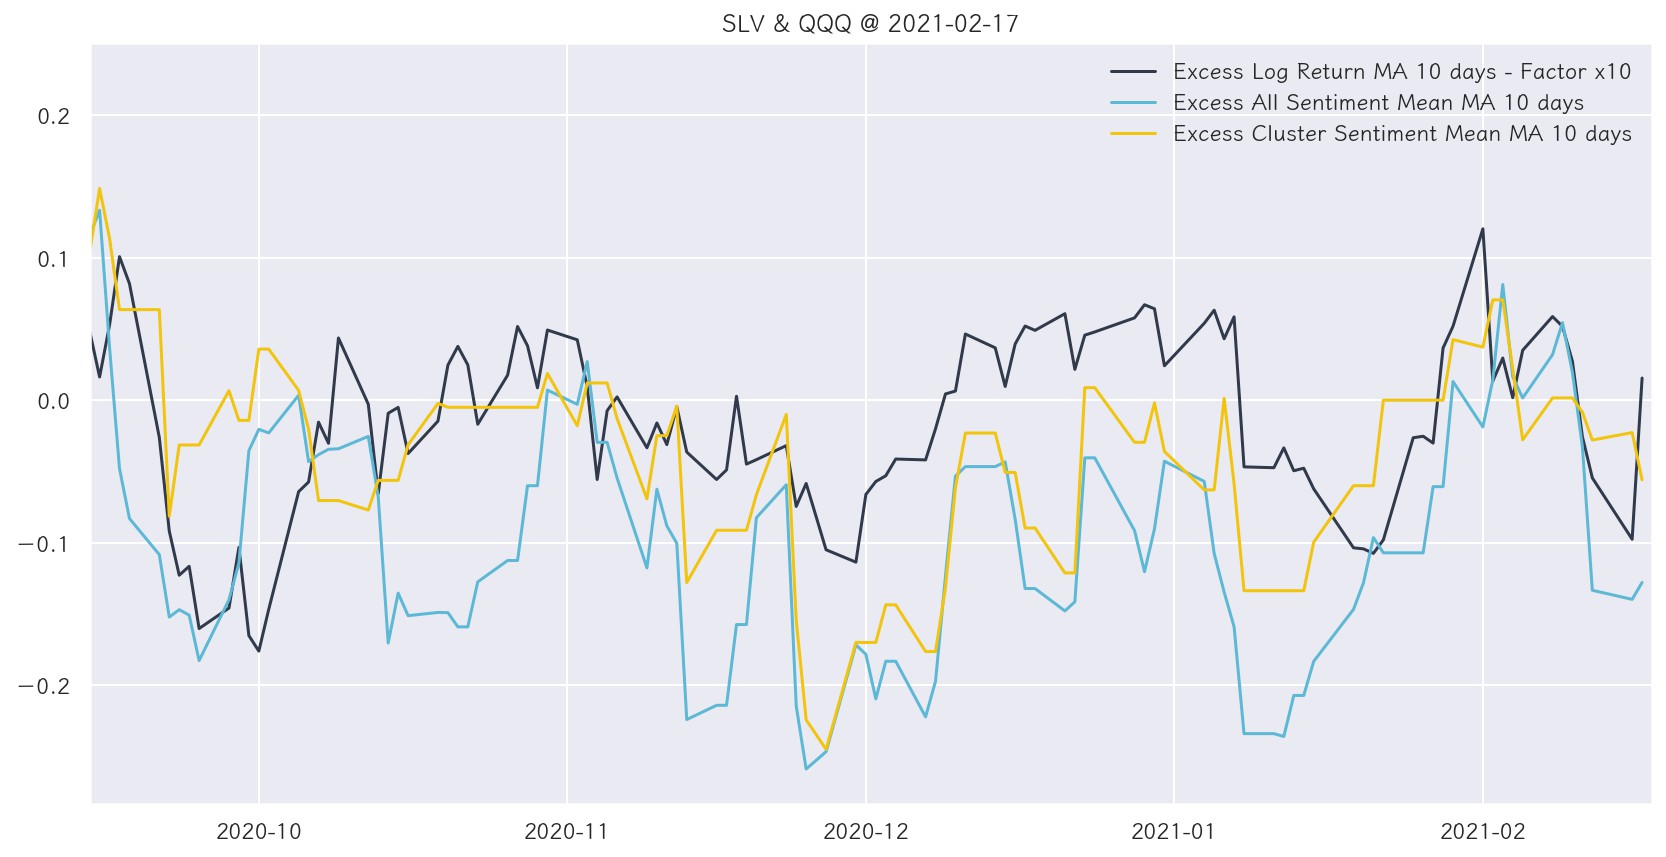 SLV & QQQ @ 2021-02-17
Excess Log Return MA 10 days - Factor x10
Excess All Sentiment Mean MA 10 days
Excess Cluster Sentiment Mean MA 10 days
0.2
0.1
0.0
−0.1
−0.2
2020-10 2020-11 2020-12 2021-01 2021-02